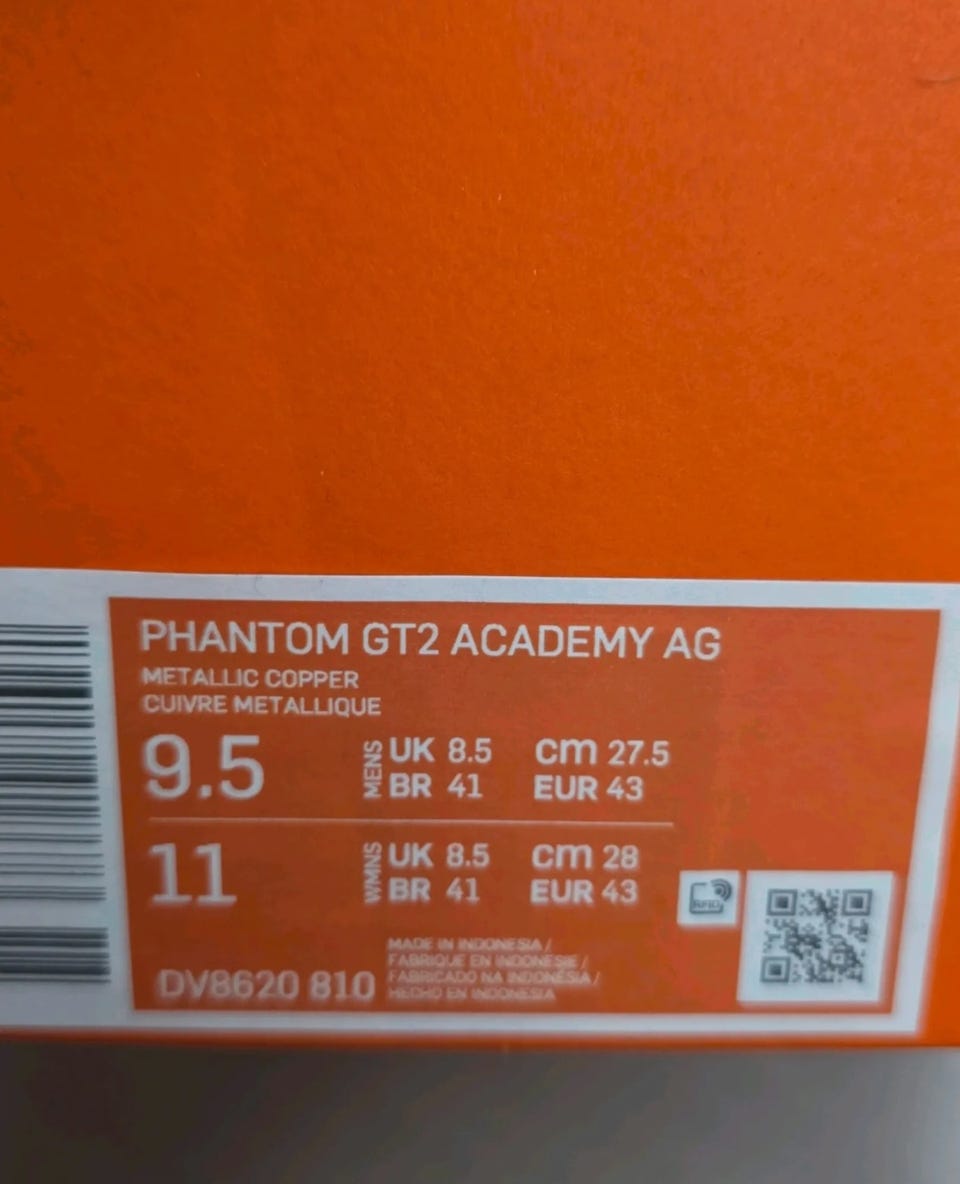 PHANTOM GT2 ACADEMY AG
METALLIC COPPER
CUIVRE METALLIQUE
9.5 MENS UK 8.5 cm 27.5
BR 41 EUR 43
11 WMNS UK 8.5 cm 28
BR 41 EUR 43
RFID
MADE IN INDONESIA /
FABRIQUE EN INDONESIE /
FABRICADO NA INDONÉSIA /
HECHO EN INDONESIA
DV8620 810